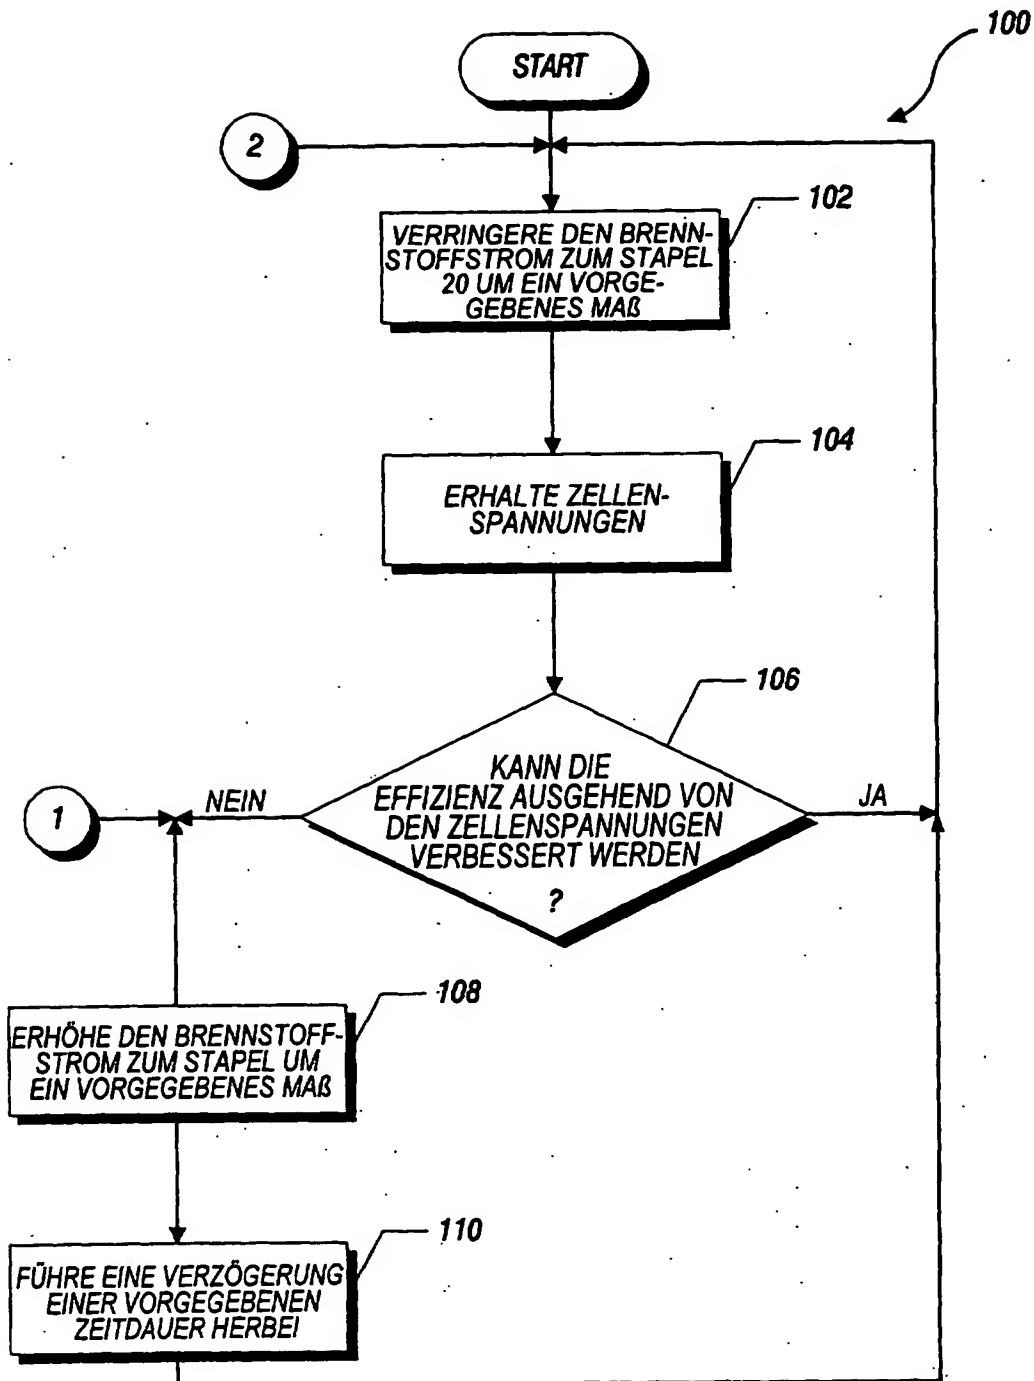 100
START
2
102
VERRINGERE DEN BRENN-
STOFFSTROM ZUM STAPEL
20 UM EIN VORGE-
GEBENES MAß
104
ERHALTE ZELLEN-
SPANNUNGEN
106
KANN DIE
EFFIZIENZ AUSGEHEND VON
DEN ZELLENSPANNUNGEN
VERBESSERT WERDEN
?
NEIN
JA
1
108
ERHÖHE DEN BRENNSTOFF-
STROM ZUM STAPEL UM
EIN VORGEGEBENES MAß
110
FÜHRE EINE VERZÖGERUNG
EINER VORGEGEBENEN
ZEITDAUER HERBEI